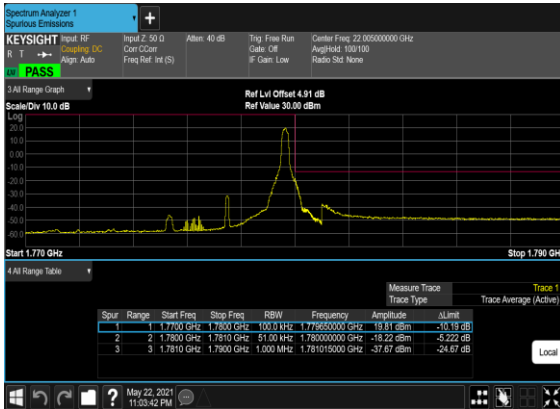 Spectrum Analyzer 1
Spurious Emissions
KEYSIGHT Input: RF Input Z: 50 Ω Atten: 40 dB Trig: Free Run Center Freq: 22.005000000 GHz
R T Coupling: DC Corr CCorr Gate: Off Avg|Hold: 100/100
Align: Auto Freq Ref: Int (S) IF Gain: Low Radio Std: None
LXI PASS
3 All Range Graph
Ref Lvl Offset 4.91 dB
Scale/Div 10.0 dB Ref Value 30.00 dBm
Log
20.0
10.0
0.00
-10.0
-20.0
-30.0
-40.0
-50.0
-60.0
Start 1.770 GHz Stop 1.790 GH
4 All Range Table
Measure Trace Trace 1
Trace Type Trace Average (Active)
Spur Range Start Freq Stop Freq RBW Frequency Amplitude ΔLimit
1 1 1.7700 GHz 1.7800 GHz 100.0 kHz 1.779650000 GHz 19.81 dBm -10.19 dB
2 2 1.7800 GHz 1.7810 GHz 51.00 kHz 1.780000000 GHz -18.22 dBm -5.222 dB
3 3 1.7810 GHz 1.7900 GHz 1.000 MHz 1.781015000 GHz -37.67 dBm -24.67 dB
Local
? May 22, 2021
11:03:42 PM